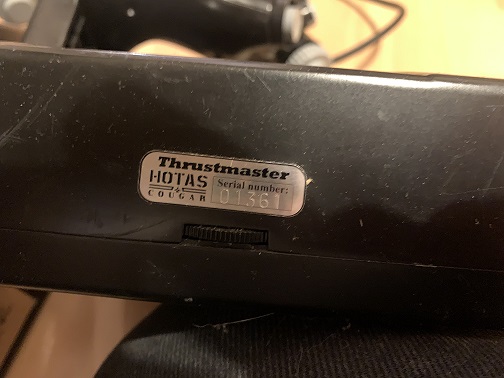 Thrustmaster
HOTAS
COUGAR
Serial number:
01361